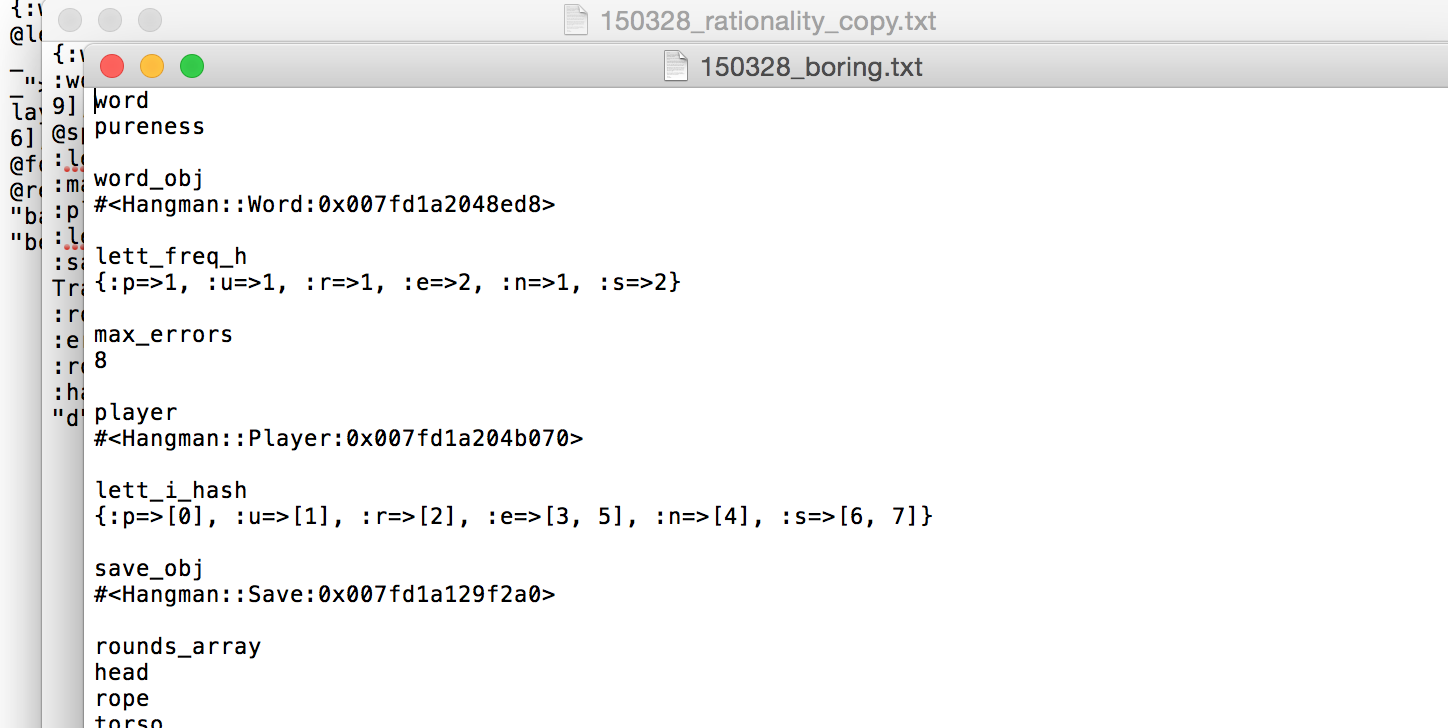 150328_rationality_copy.txt
150328_boring.txt
word
pureness
word_obj
#<Hangman::Word:0x007fd1a2048ed8>
lett_freq_h
{:p=>1, :u=>1, :r=>1, :e=>2, :n=>1, :s=>2}
max_errors
8
player
#<Hangman::Player:0x007fd1a204b070>
lett_i_hash
{:p=>[0], :u=>[1], :r=>[2], :e=>[3, 5], :n=>[4], :s=>[6, 7]}
save_obj
#<Hangman::Save:0x007fd1a129f2a0>
rounds_array
head
rope
torso